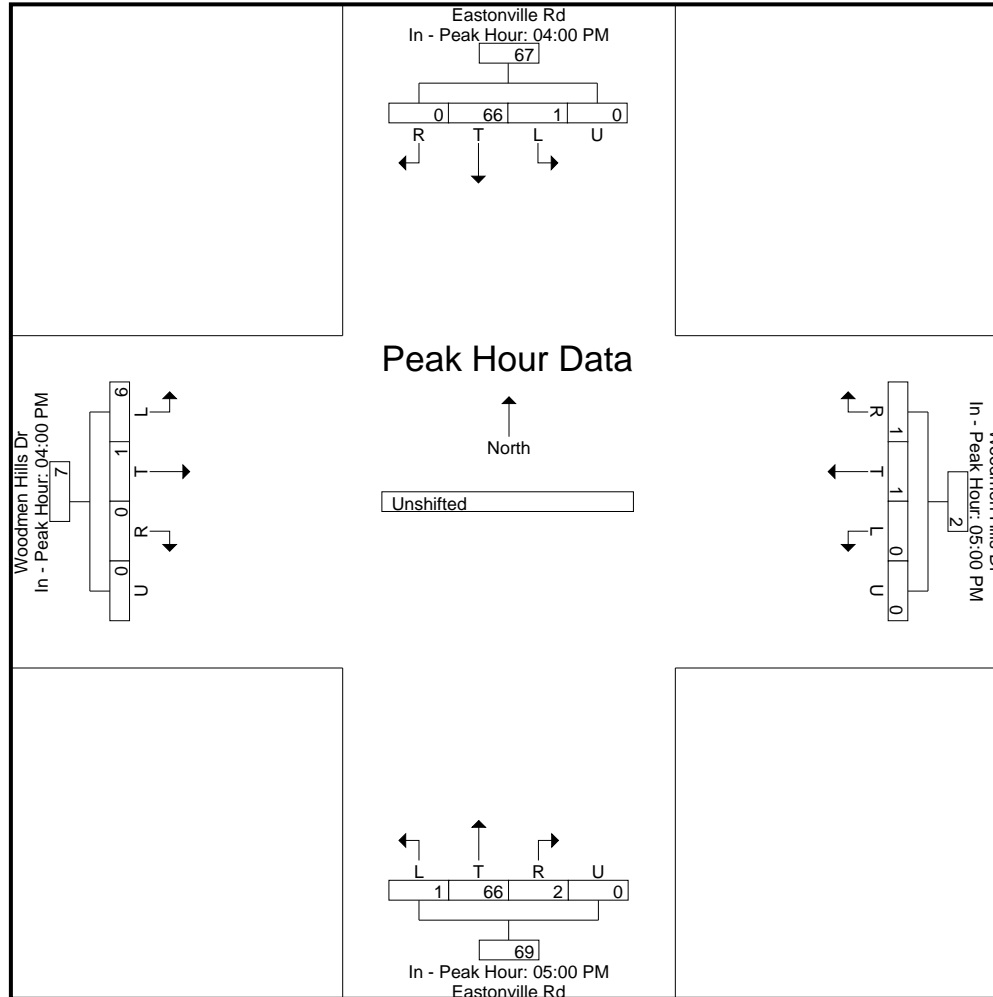 Eastonville Rd
In - Peak Hour: 04:00 PM
67
0 66 1 0
R T L U
Peak Hour Data
North
Unshifted
Woodmen Hills Dr
In - Peak Hour: 04:00 PM
7
6 1 0 0
L T R U
In - Peak Hour: 05:00 PM
2
1 1 0 0
R T L U
L T R U
1 66 2 0
69
In - Peak Hour: 05:00 PM
Eastonville Rd